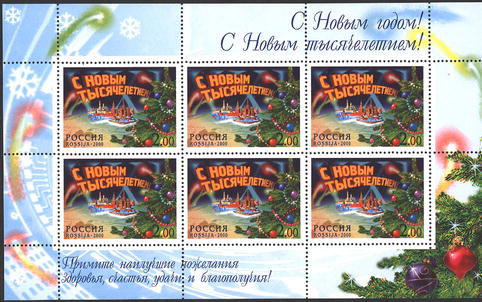 С Новым годом!
С Новым тысячелетием!
С НОВЫМ
ТЫСЯЧЕЛЕТИЕМ!
РОССИЯ
ROSSIJA · 2000
2.00
С НОВЫМ
ТЫСЯЧЕЛЕТИЕМ!
РОССИЯ
ROSSIJA · 2000
2.00
С НОВЫМ
ТЫСЯЧЕЛЕТИЕМ!
РОССИЯ
ROSSIJA · 2000
2.00
С НОВЫМ
ТЫСЯЧЕЛЕТИЕМ!
РОССИЯ
ROSSIJA · 2000
2.00
С НОВЫМ
ТЫСЯЧЕЛЕТИЕМ!
РОССИЯ
ROSSIJA · 2000
2.00
С НОВЫМ
ТЫСЯЧЕЛЕТИЕМ!
РОССИЯ
ROSSIJA · 2000
2.00
Примите наилучшие пожелания
здоровья, счастья, удачи и благополучия!